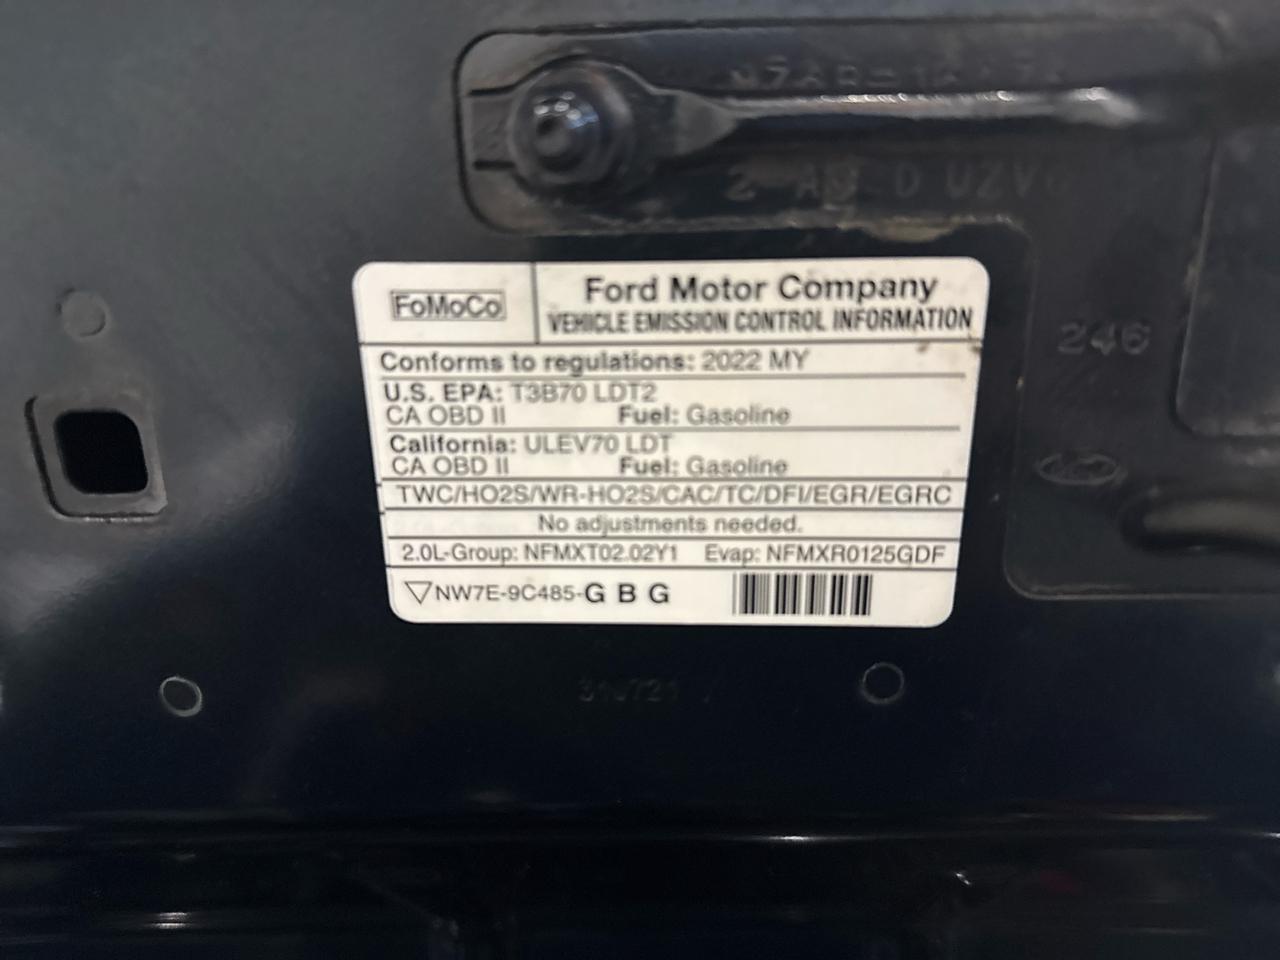 FoMoCo
Ford Motor Company
VEHICLE EMISSION CONTROL INFORMATION
Conforms to regulations: 2022 MY
U.S. EPA: T3B70 LDT2
CA OBD II Fuel: Gasoline
California: ULEV70 LDT
CA OBD II Fuel: Gasoline
TWC/HO2S/WR-HO2S/CAC/TC/DFI/EGR/EGRC
No adjustments needed.
2.0L-Group: NFMXT02.02Y1 Evap: NFMXR0125GDF
NW7E-9C485-G B G
246